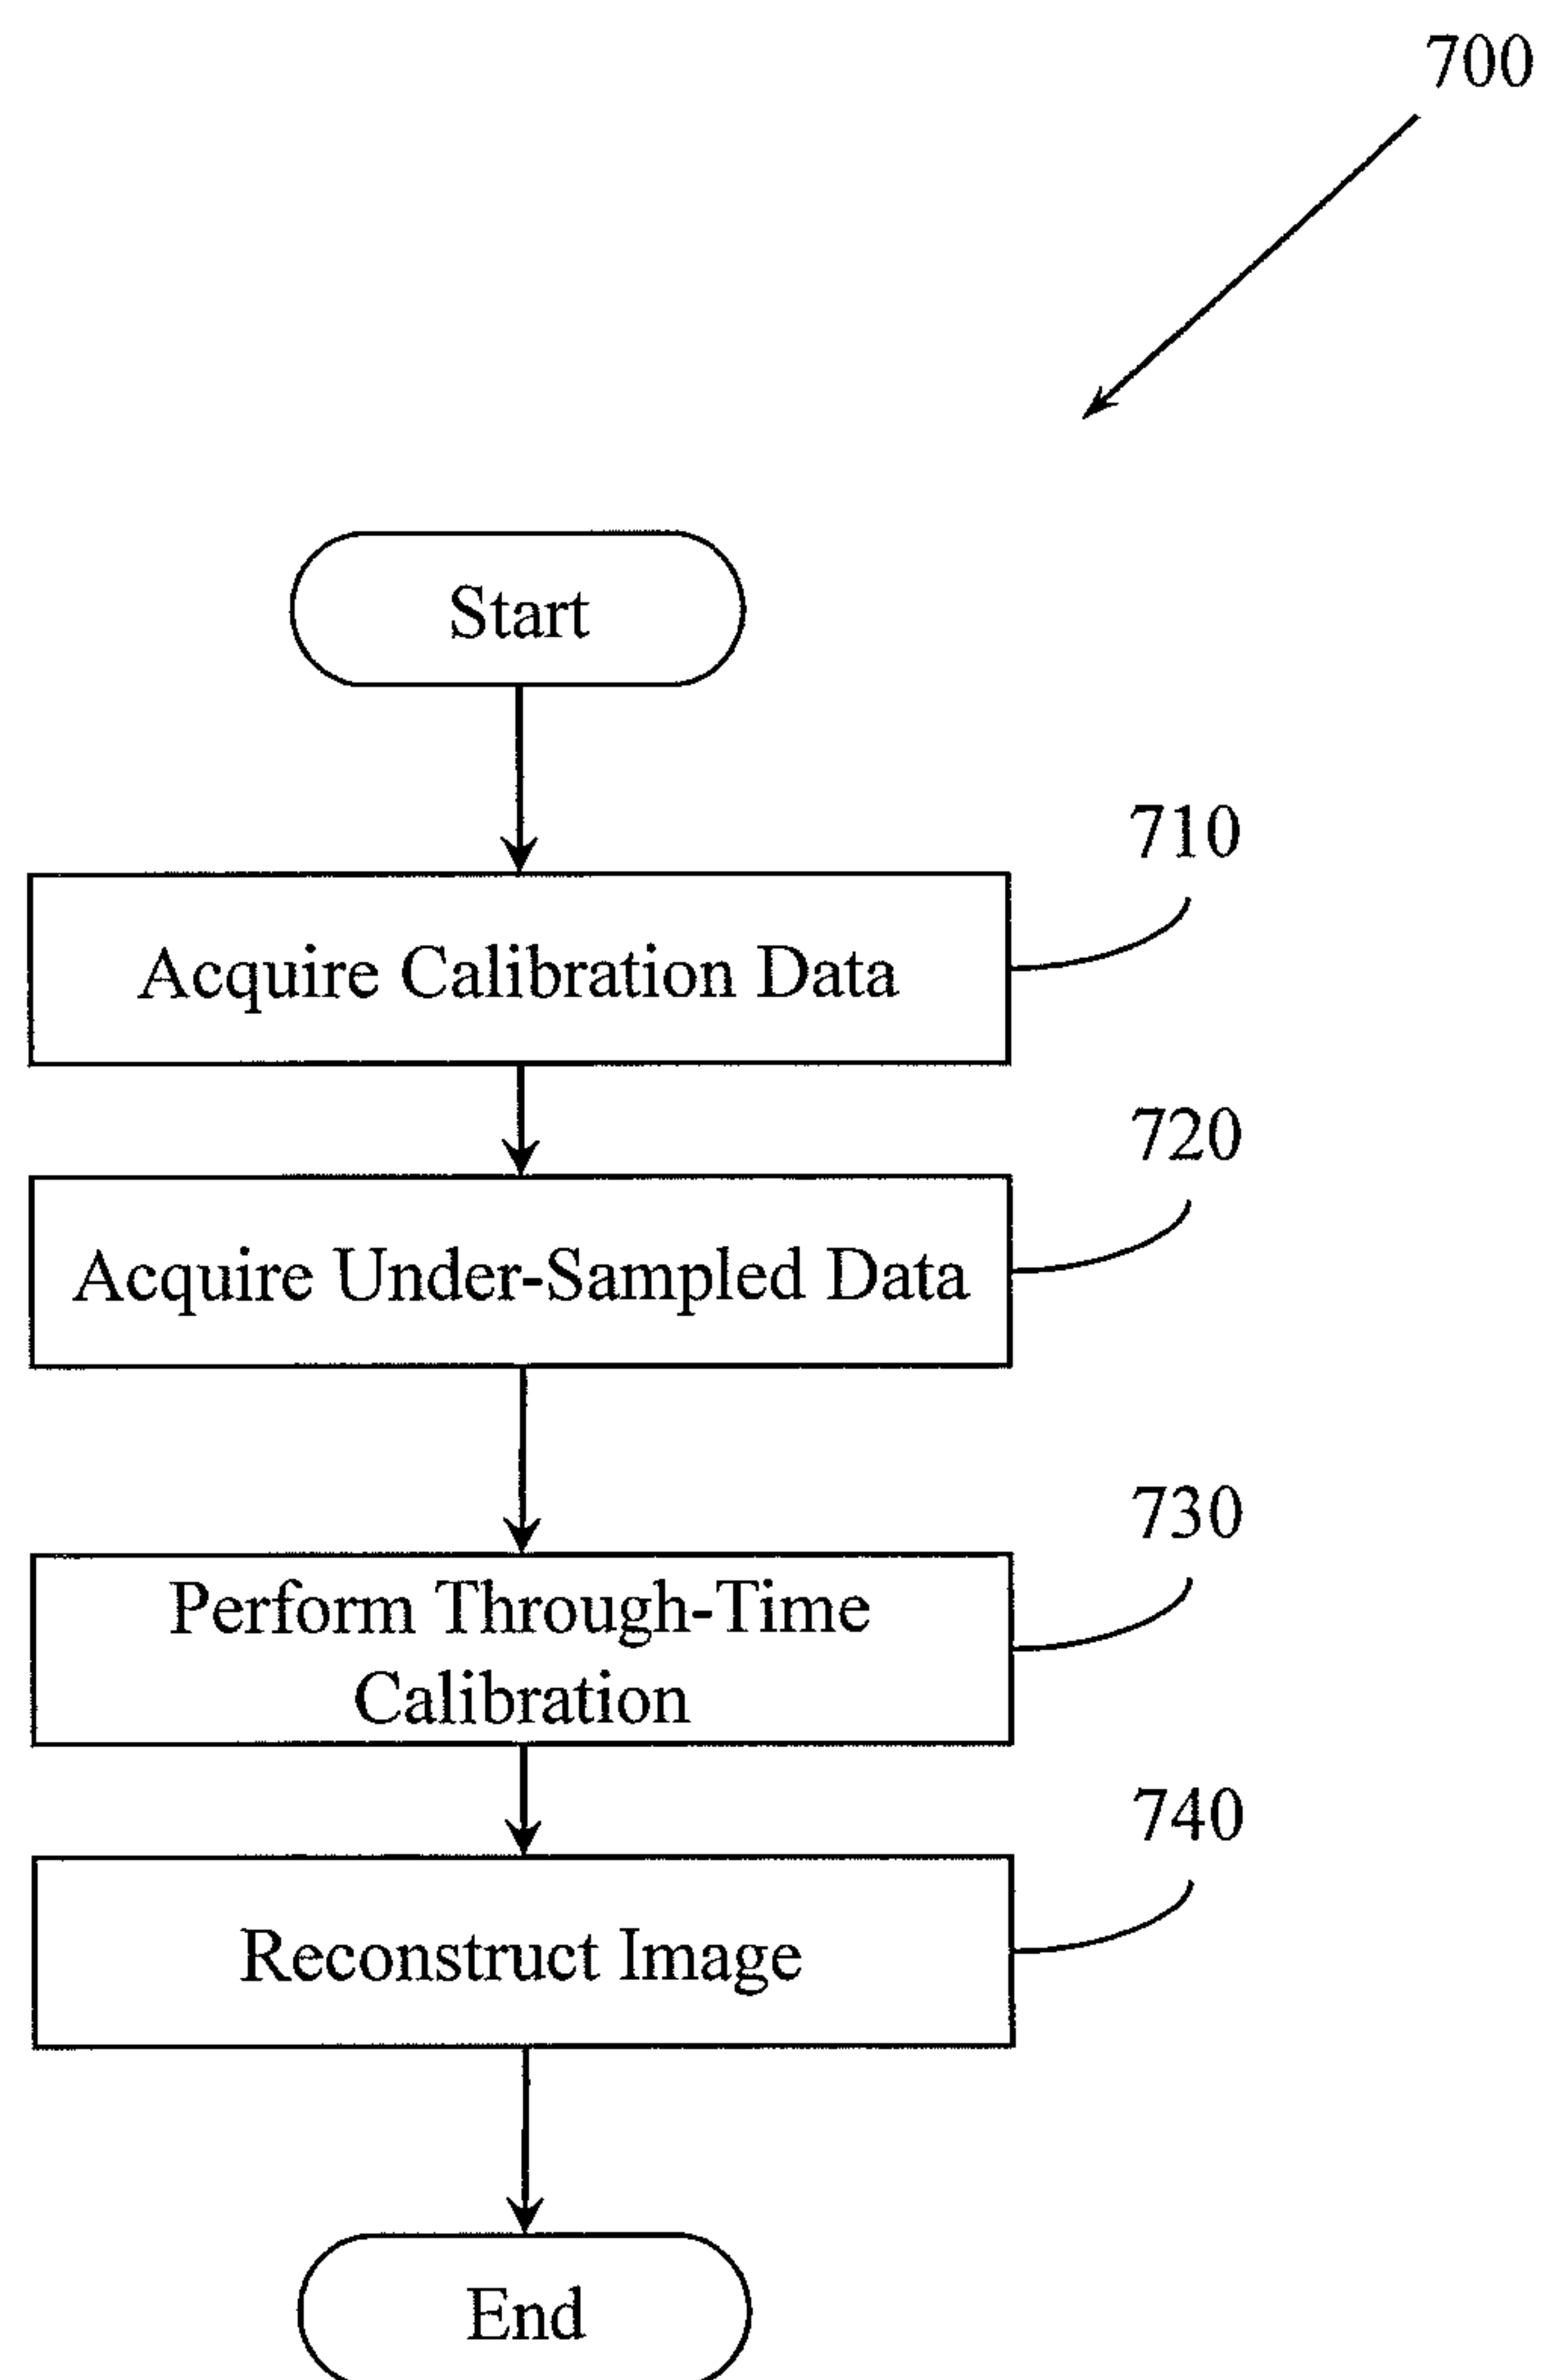 700
Start
710
Acquire Calibration Data
720
Acquire Under-Sampled Data
730
Perform Through-Time
Calibration
740
Reconstruct Image
End